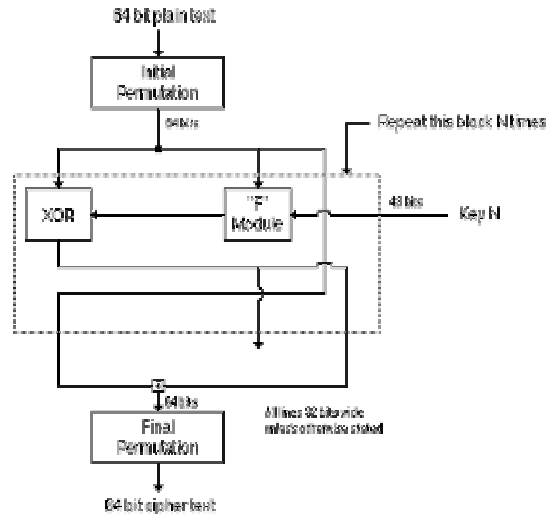 64 bit plain text
Initial
Permutation
64 bits
Repeat this block N times
XOR
"F"
Module
48 bits
Key N
64 bits
All lines 32 bits wide
unless otherwise stated
Final
Permutation
64 bit cipher text